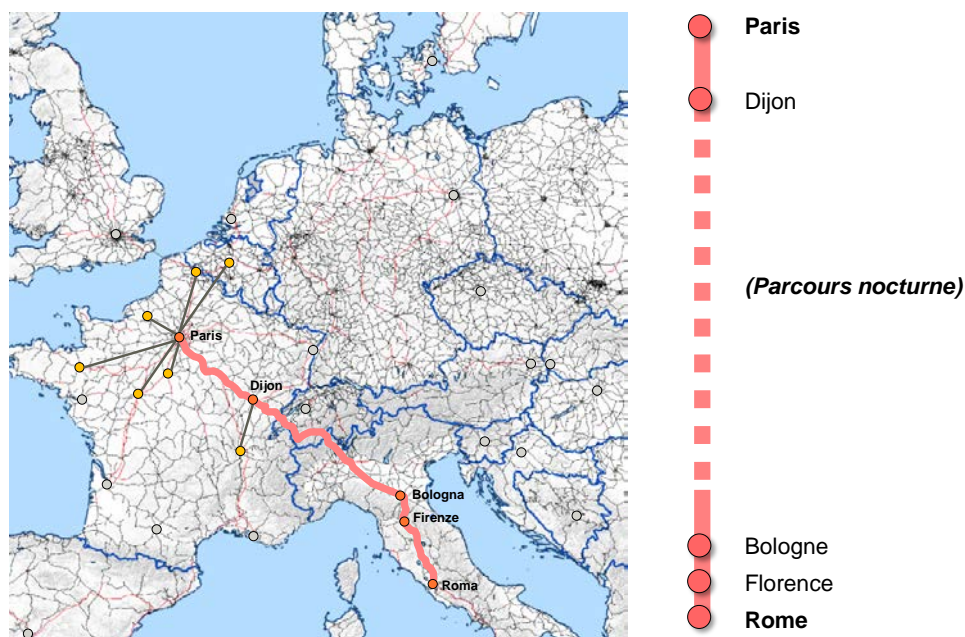 Paris
Dijon
Bologna
Firenze
Roma
Paris
Dijon
(Parcours nocturne)
Bologne
Florence
Rome